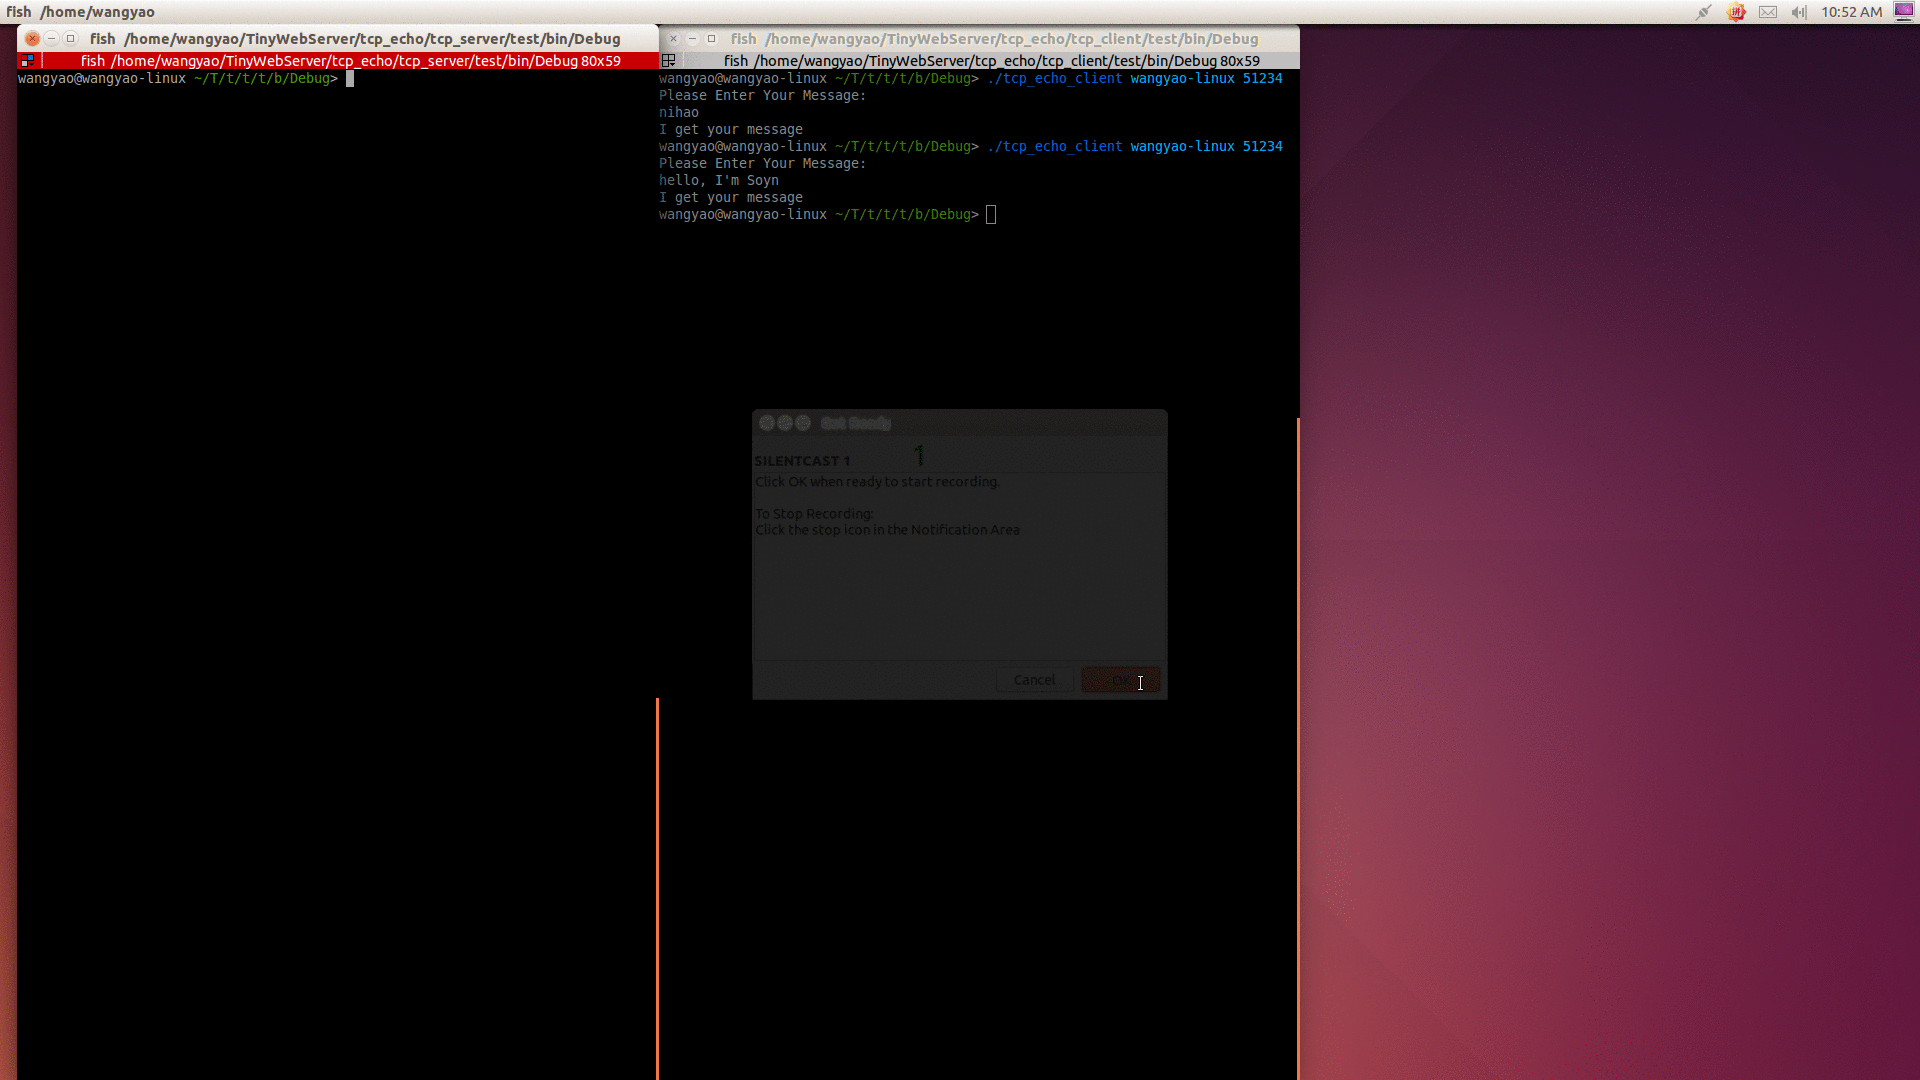 fish /home/wangyao
10:52 AM
fish /home/wangyao/TinyWebServer/tcp_echo/tcp_server/test/bin/Debug
fish /home/wangyao/TinyWebServer/tcp_echo/tcp_server/test/bin/Debug 80x59
wangyao@wangyao-linux ~/T/t/t/t/b/Debug>
fish /home/wangyao/TinyWebServer/tcp_echo/tcp_client/test/bin/Debug
fish /home/wangyao/TinyWebServer/tcp_echo/tcp_client/test/bin/Debug 80x59
wangyao@wangyao-linux ~/T/t/t/t/b/Debug> ./tcp_echo_client wangyao-linux 51234
Please Enter Your Message:
nihao
I get your message
wangyao@wangyao-linux ~/T/t/t/t/b/Debug> ./tcp_echo_client wangyao-linux 51234
Please Enter Your Message:
hello, I'm Soyn
I get your message
wangyao@wangyao-linux ~/T/t/t/t/b/Debug>
Get Ready
SILENTCAST 1
1
Click OK when ready to start recording.
To Stop Recording:
Click the stop icon in the Notification Area
Cancel
OK